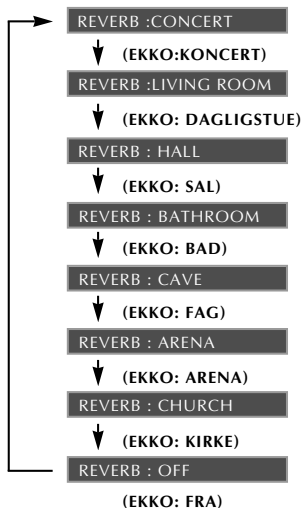 REVERB :CONCERT
(EKKO:KONCERT)
REVERB :LIVING ROOM
(EKKO: DAGLIGSTUE)
REVERB : HALL
(EKKO: SAL)
REVERB : BATHROOM
(EKKO: BAD)
REVERB : CAVE
(EKKO: FAG)
REVERB : ARENA
(EKKO: ARENA)
REVERB : CHURCH
(EKKO: KIRKE)
REVERB : OFF
(EKKO: FRA)